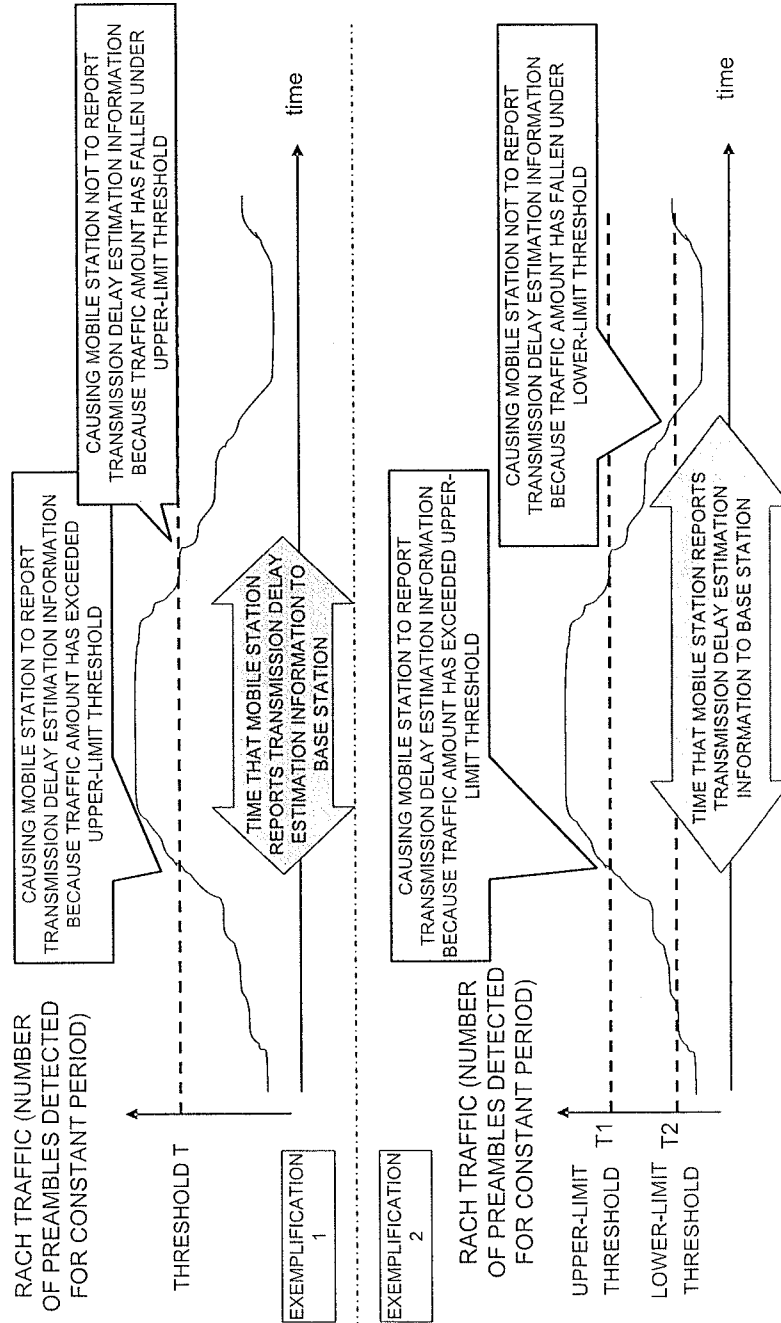 RACH TRAFFIC (NUMBER
OF PREAMBLES DETECTED
FOR CONSTANT PERIOD)
CAUSING MOBILE STATION TO REPORT
TRANSMISSION DELAY ESTIMATION INFORMATION
BECAUSE TRAFFIC AMOUNT HAS EXCEEDED
UPPER-LIMIT THRESHOLD
CAUSING MOBILE STATION NOT TO REPORT
TRANSMISSION DELAY ESTIMATION INFORMATION
BECAUSE TRAFFIC AMOUNT HAS FALLEN UNDER
UPPER-LIMIT THRESHOLD
THRESHOLD T
TIME THAT MOBILE STATION
REPORTS TRANSMISSION DELAY
ESTIMATION INFORMATION TO
BASE STATION
time
EXEMPLIFICATION
1
EXEMPLIFICATION
2
RACH TRAFFIC (NUMBER
OF PREAMBLES DETECTED
FOR CONSTANT PERIOD)
CAUSING MOBILE STATION TO REPORT
TRANSMISSION DELAY ESTIMATION INFORMATION
BECAUSE TRAFFIC AMOUNT HAS EXCEEDED UPPER-
LIMIT THRESHOLD
CAUSING MOBILE STATION NOT TO REPORT
TRANSMISSION DELAY ESTIMATION INFORMATION
BECAUSE TRAFFIC AMOUNT HAS FALLEN UNDER
LOWER-LIMIT THRESHOLD
UPPER-LIMIT
THRESHOLD T1
LOWER-LIMIT
THRESHOLD T2
TIME THAT MOBILE STATION REPORTS
TRANSMISSION DELAY ESTIMATION
INFORMATION TO BASE STATION
time